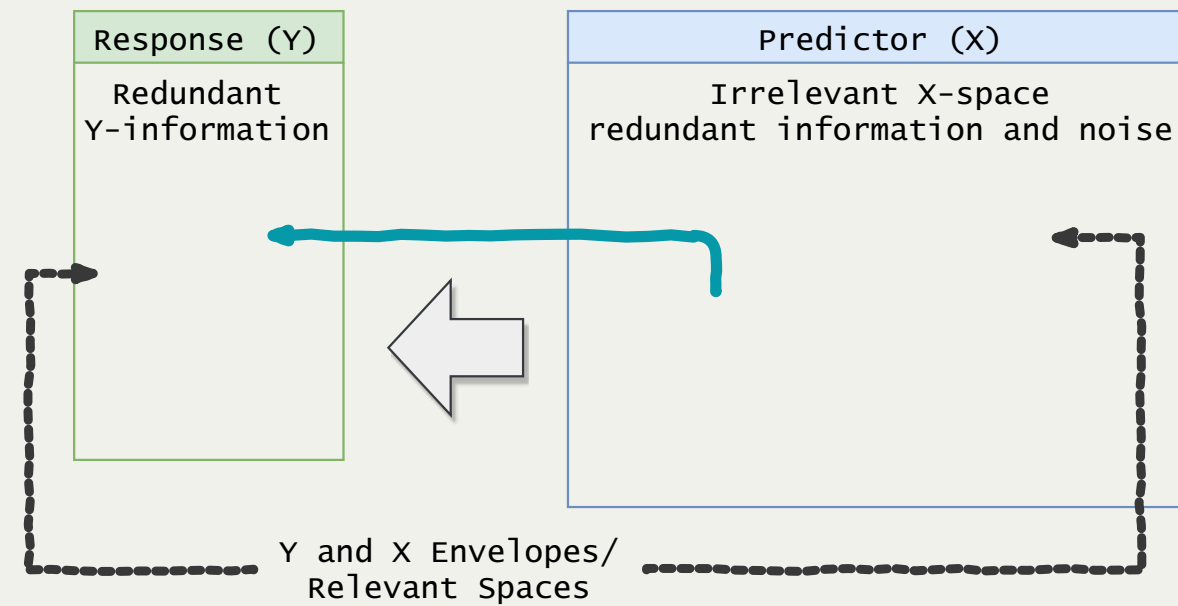 Response (Y)
Redundant
Y-information
Predictor (X)
Irrelevant X-space
redundant information and noise
Y and X Envelopes/
Relevant Spaces